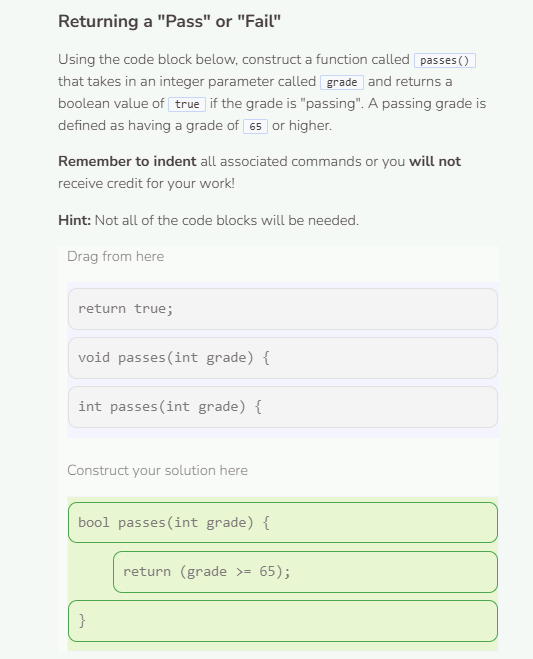 Returning a "Pass" or "Fail"
Using the code block below, construct a function called passes()
that takes in an integer parameter called grade and returns a
boolean value of true if the grade is "passing". A passing grade is
defined as having a grade of 65 or higher.
Remember to indent all associated commands or you will not
receive credit for your work!
Hint: Not all of the code blocks will be needed.
Drag from here
return true;
void passes(int grade) {
int passes(int grade) {
Construct your solution here
bool passes(int grade) {
return (grade >= 65);
}